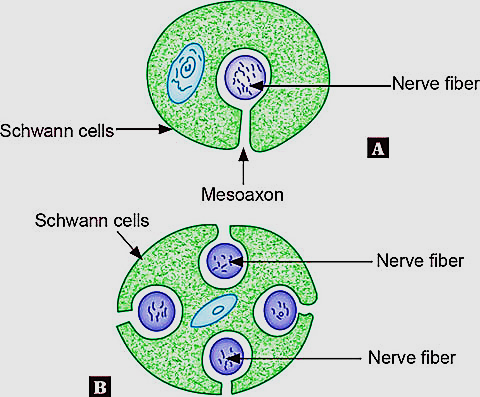 Nerve fiber
Schwann cells
A
Mesoaxon
Schwann cells
Nerve fiber
Nerve fiber
B